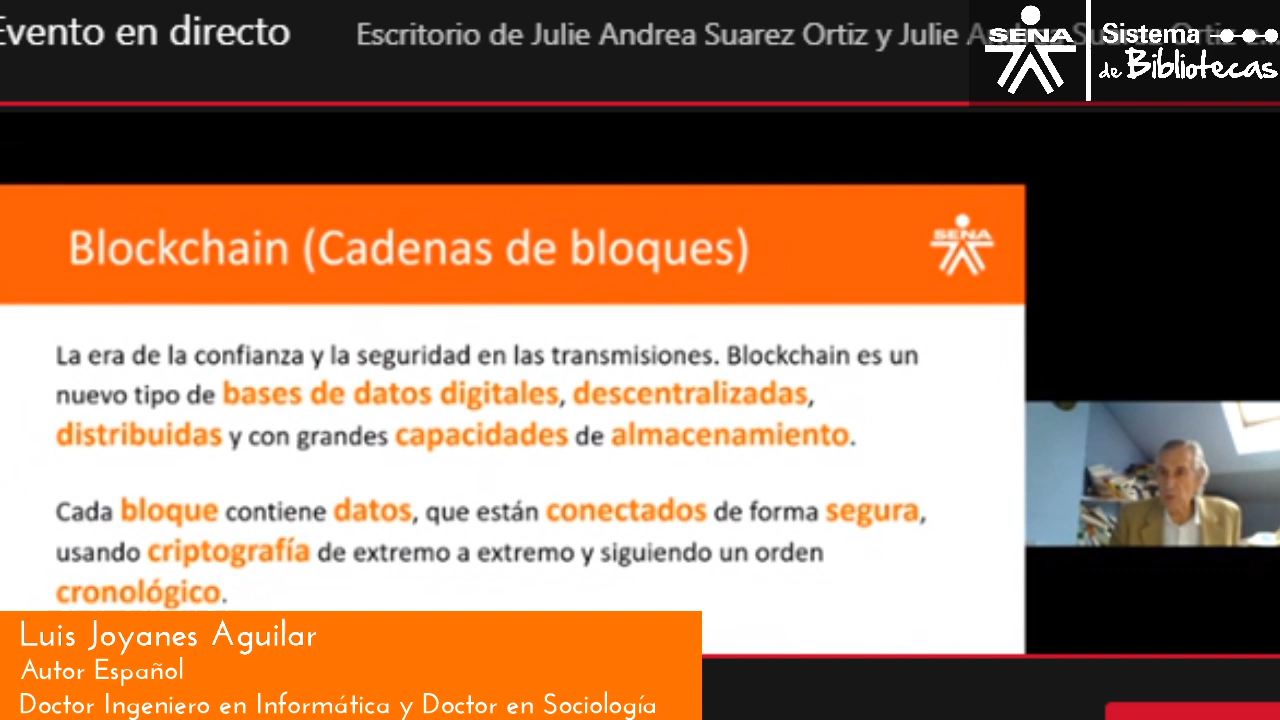 Evento en directo
Escritorio de Julie Andrea Suarez Ortiz y Julie
SENA
Sistema
de Bibliotecas
Blockchain (Cadenas de bloques)
SENA
La era de la confianza y la seguridad en las transmisiones. Blockchain es un
nuevo tipo de bases de datos digitales, descentralizadas,
distribuidas y con grandes capacidades de almacenamiento.
Cada bloque contiene datos, que están conectados de forma segura,
usando criptografía de extremo a extremo y siguiendo un orden
cronológico.
Luis Joyanes Aguilar
Autor Español
Doctor Ingeniero en Informática y Doctor en Sociología